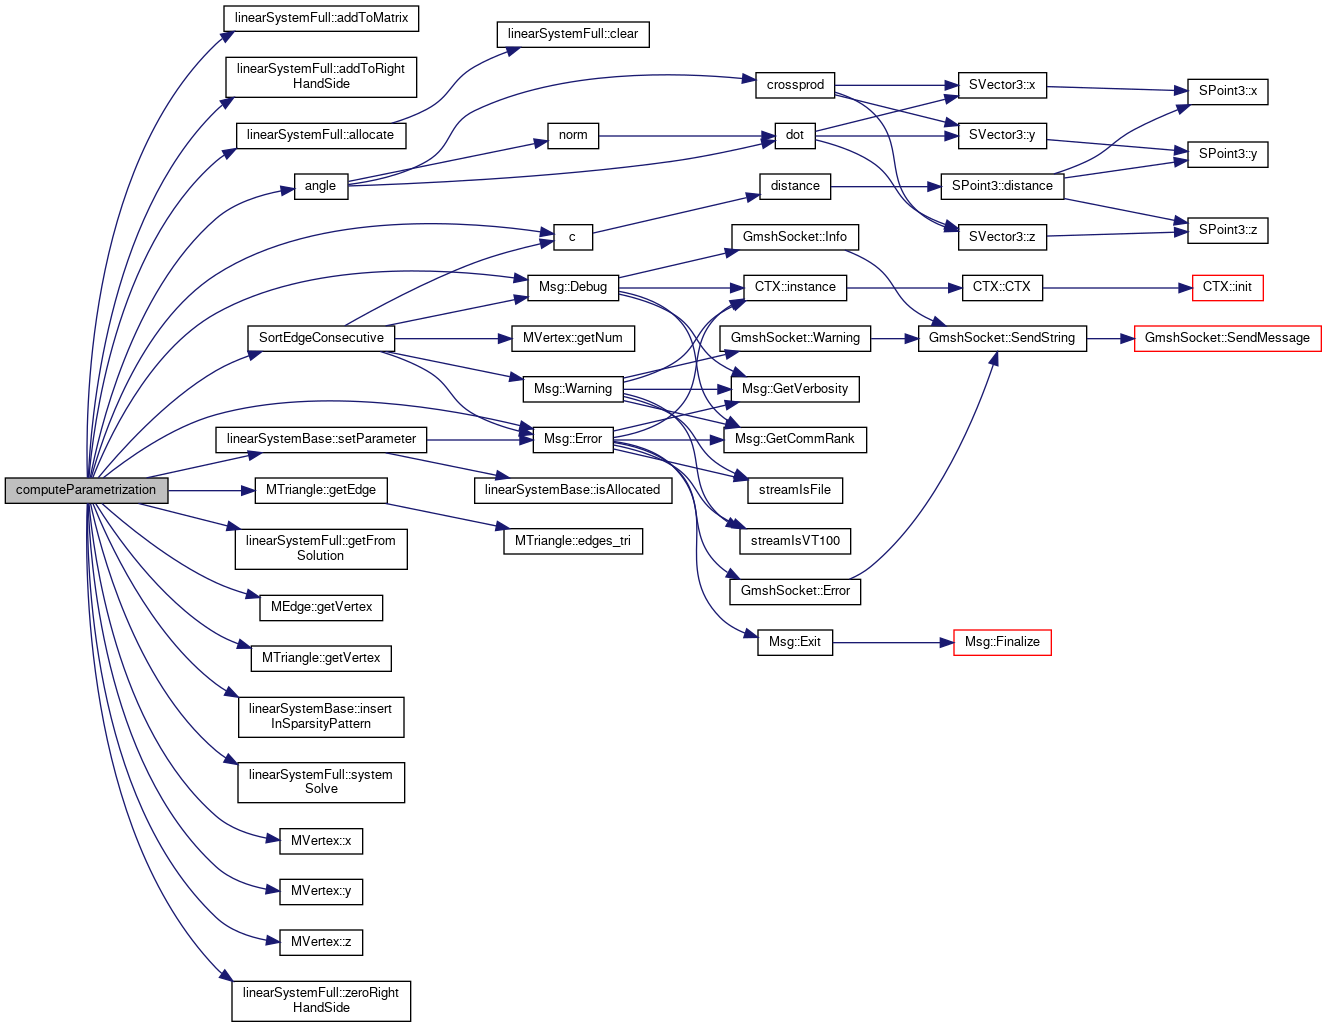 linearSystemFull::addToMatrix
linearSystemFull::clear
linearSystemFull::addToRight
HandSide
crossprod
SVector3::x
SPoint3::x
linearSystemFull::allocate
norm
dot
SVector3::y
SPoint3::y
angle
distance
SPoint3::distance
c
GmshSocket::Info
SVector3::z
SPoint3::z
Msg::Debug
CTX::instance
CTX::CTX
CTX::init
SortEdgeConsecutive
MVertex::getNum
GmshSocket::Warning
GmshSocket::SendString
GmshSocket::SendMessage
Msg::Warning
Msg::GetVerbosity
linearSystemBase::setParameter
Msg::Error
Msg::GetCommRank
computeParametrization
MTriangle::getEdge
linearSystemBase::isAllocated
streamIsFile
linearSystemFull::getFrom
Solution
MTriangle::edges_tri
streamIsVT100
GmshSocket::Error
MEdge::getVertex
Msg::Exit
Msg::Finalize
MTriangle::getVertex
linearSystemBase::insert
InSparsityPattern
linearSystemFull::system
Solve
MVertex::x
MVertex::y
MVertex::z
linearSystemFull::zeroRight
HandSide